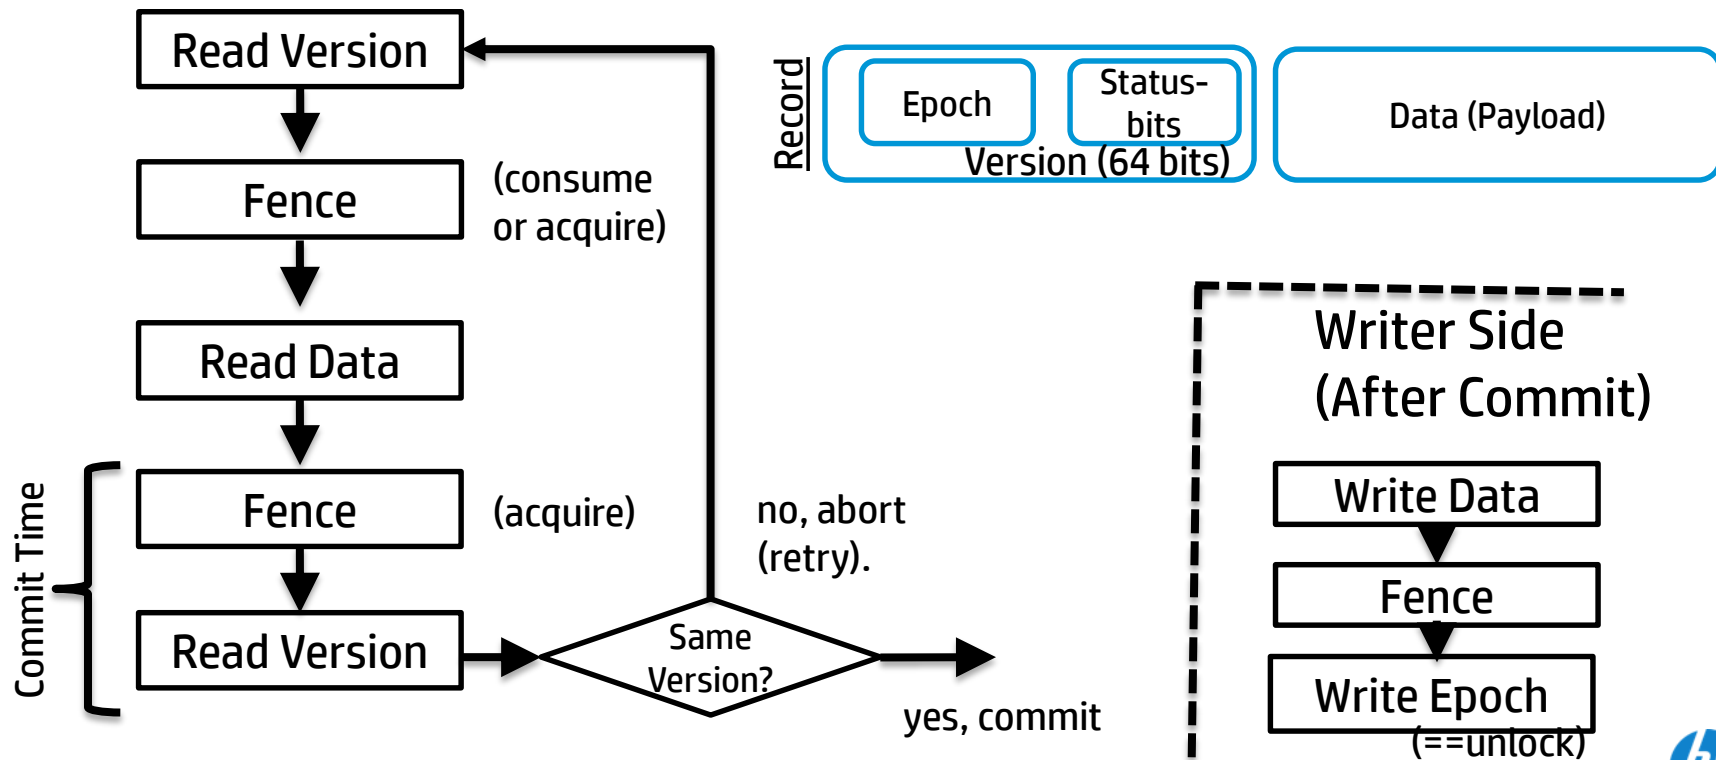 Read Version
Fence
(consume
or acquire)
Read Data
Commit Time
Fence
(acquire)
Read Version
Same
Version?
no, abort
(retry).
yes, commit
Record
Epoch
Status-
bits
Version (64 bits)
Data (Payload)
Writer Side
(After Commit)
Write Data
Fence
Write Epoch
(==unlock)